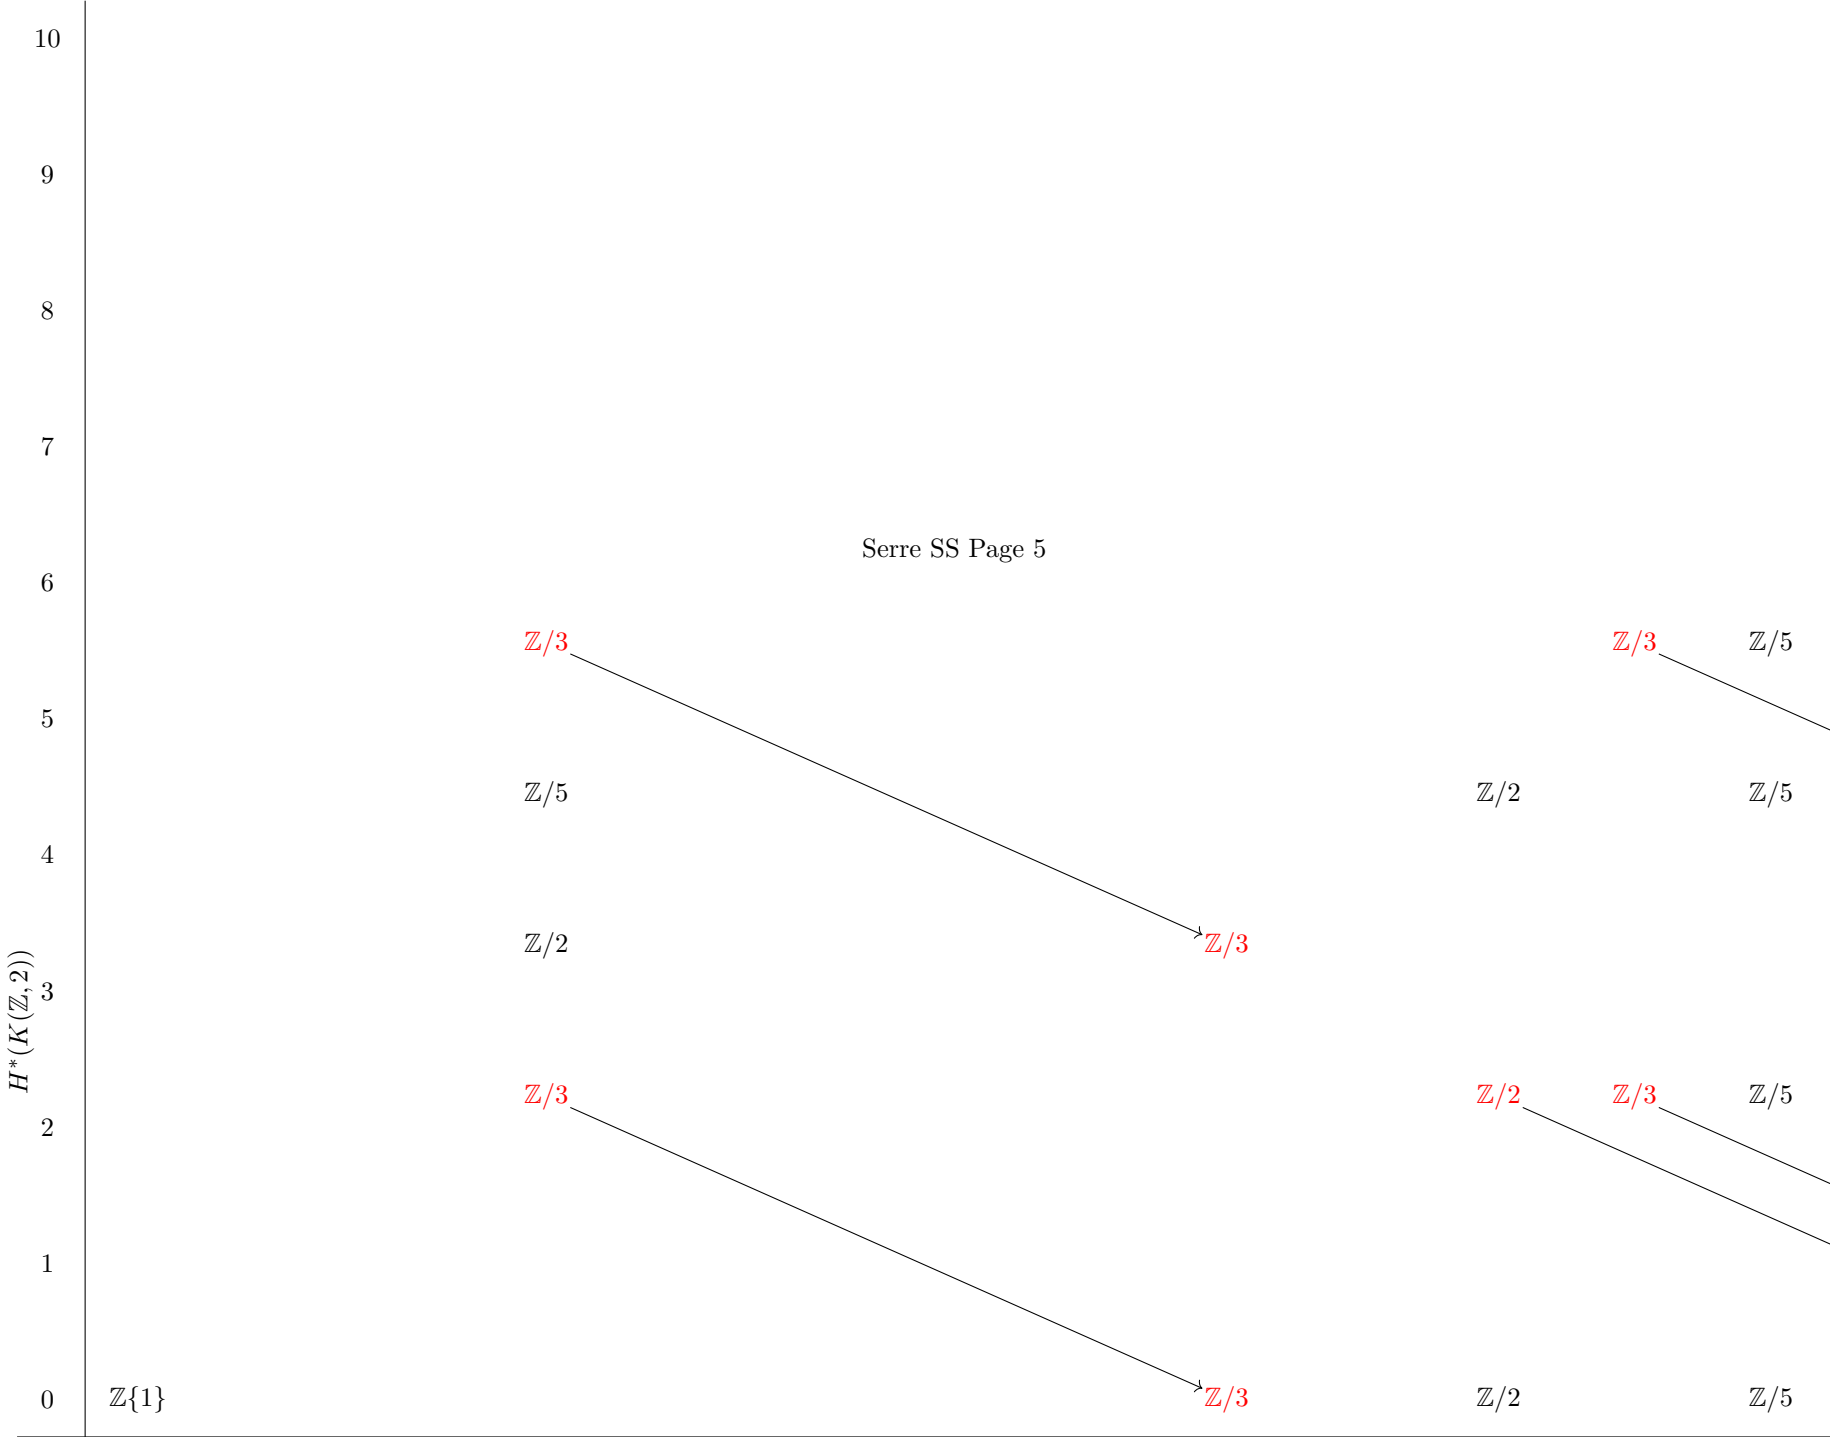 10
9
8
7
Serre SS Page 5
6
ℤ/3 ℤ/3 ℤ/5
5
ℤ/5 ℤ/2 ℤ/5
4
ℤ/2 ℤ/3
H*(K(ℤ, 2))
3
ℤ/3 ℤ/2 ℤ/3 ℤ/5
2
1
0 ℤ{1} ℤ/3 ℤ/2 ℤ/5